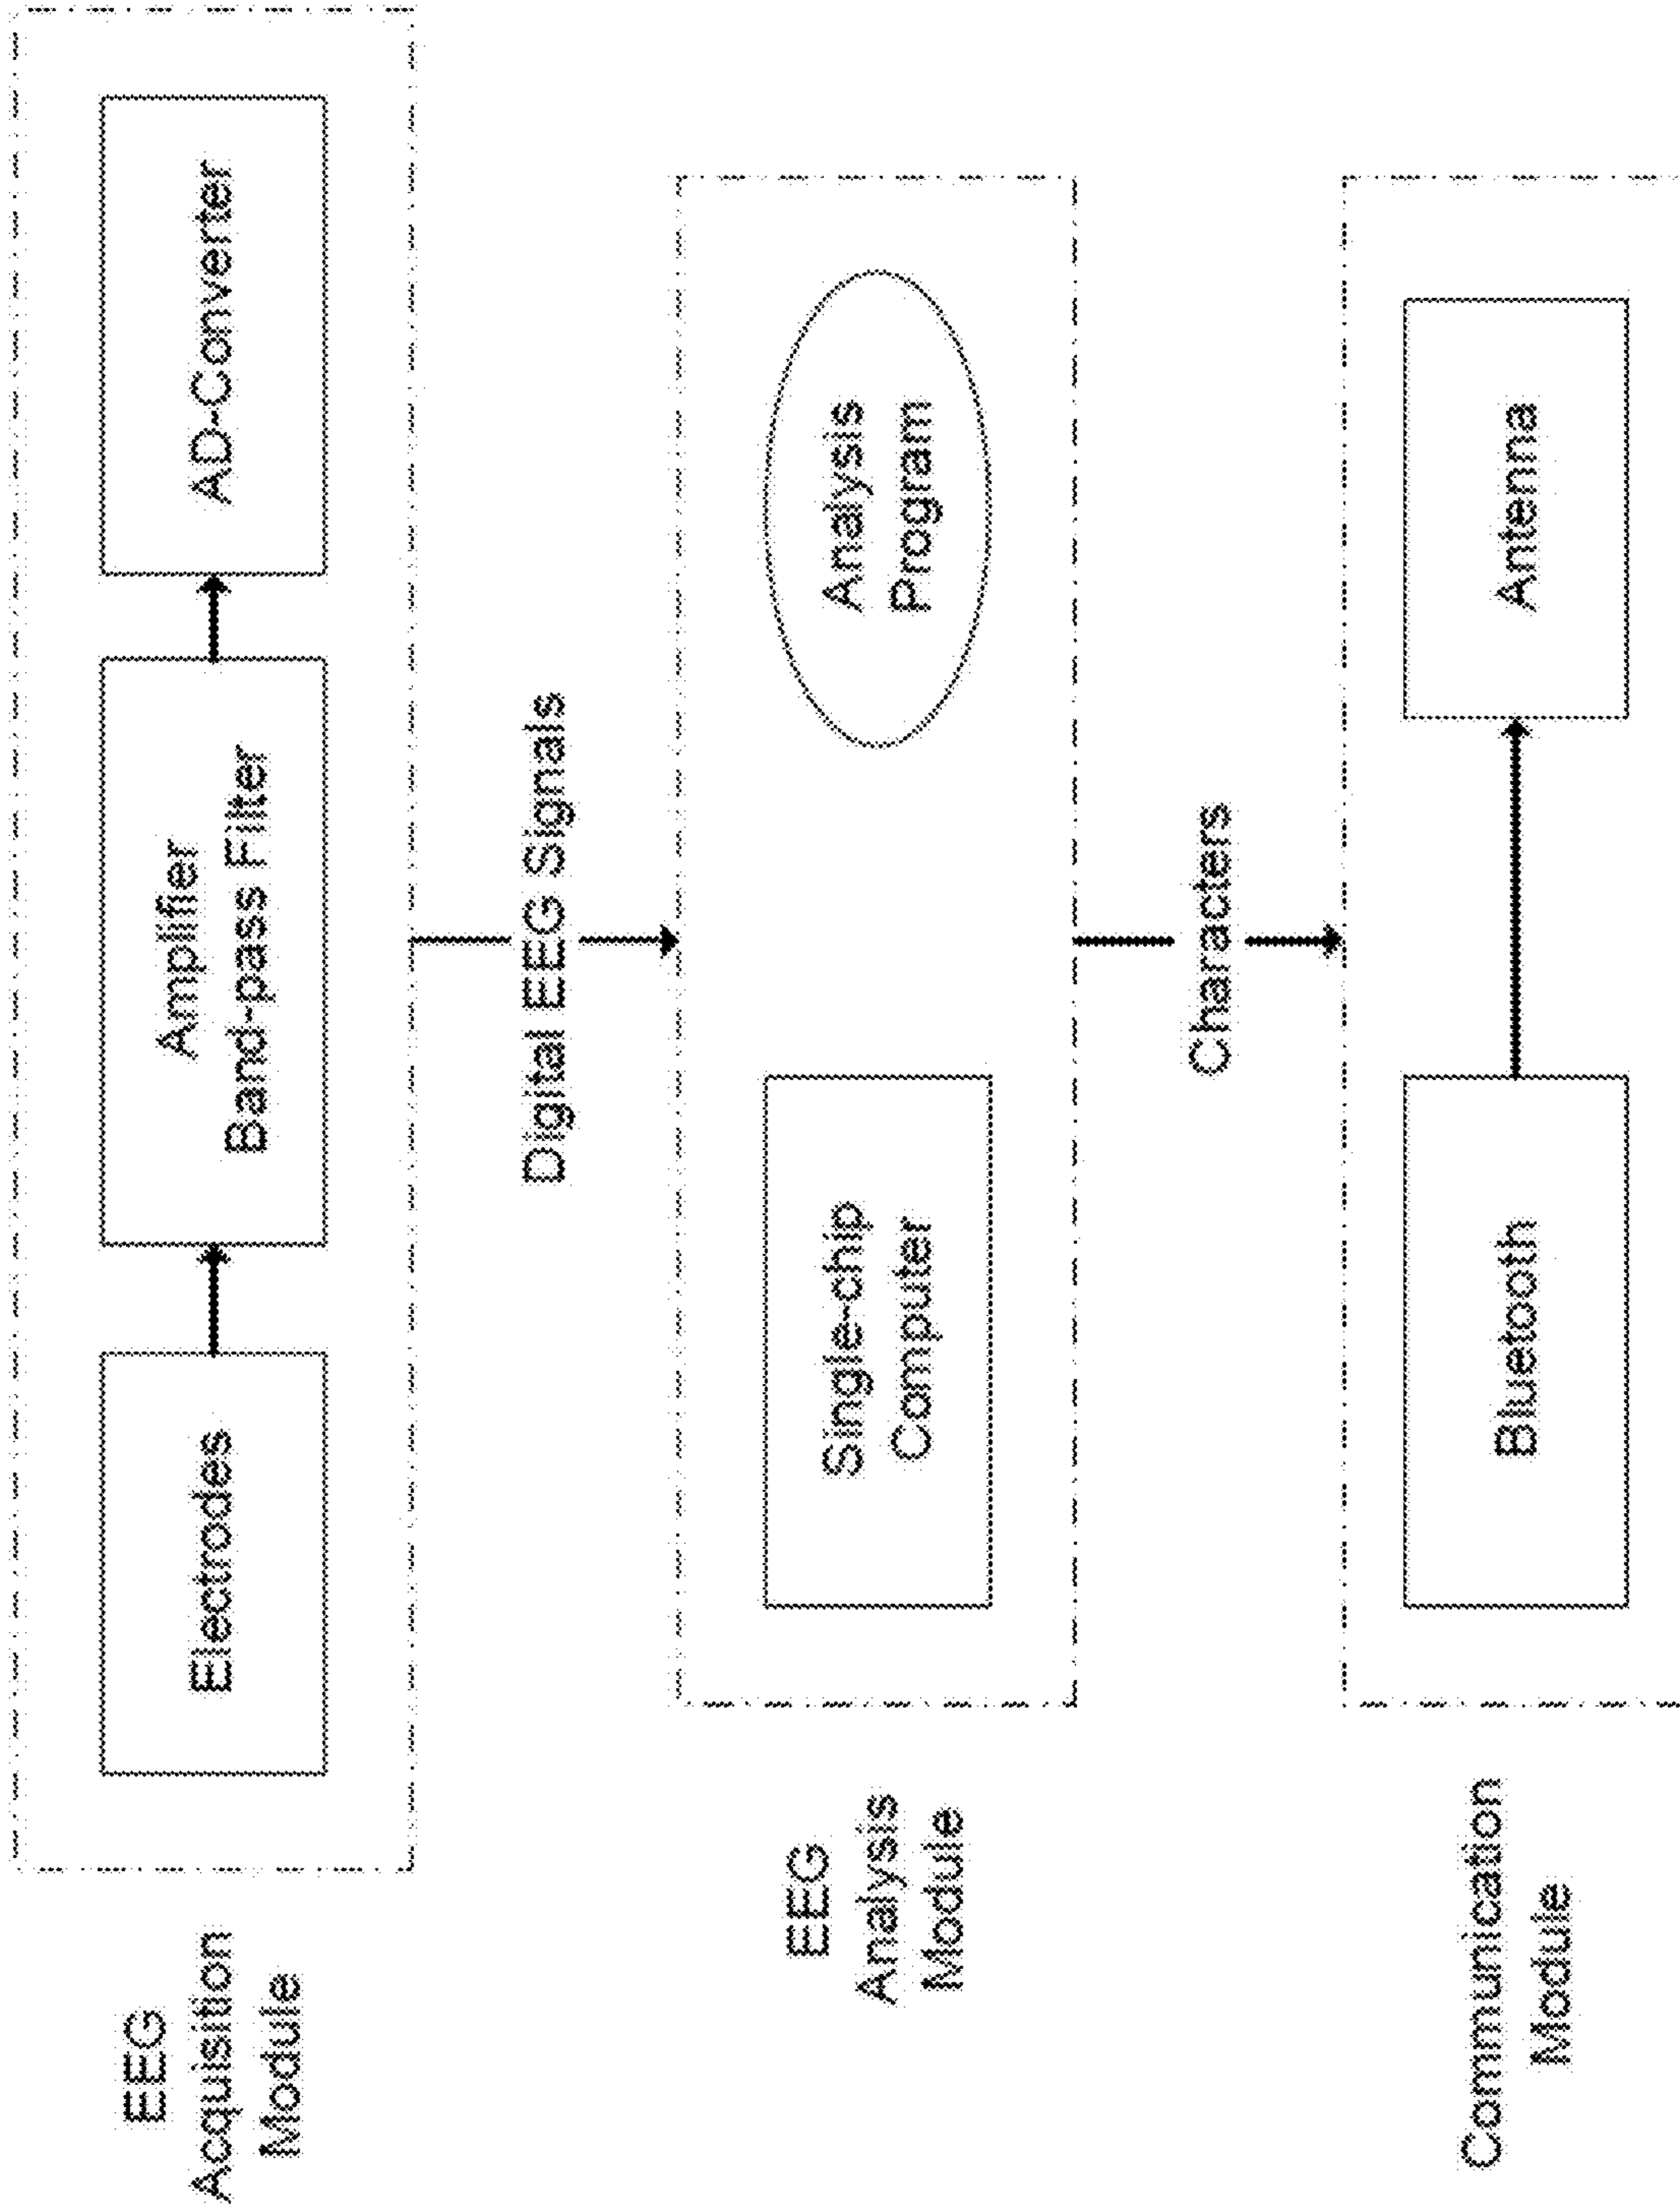 EEG
Acquisition
Module
Electrodes
Amplifier
Band-pass Filter
AD-Converter
Digital EEG Signals
EEG
Analysis
Module
Single-chip
Computer
Analysis
Program
Characters
Communication
Module
Bluetooth
Antenna